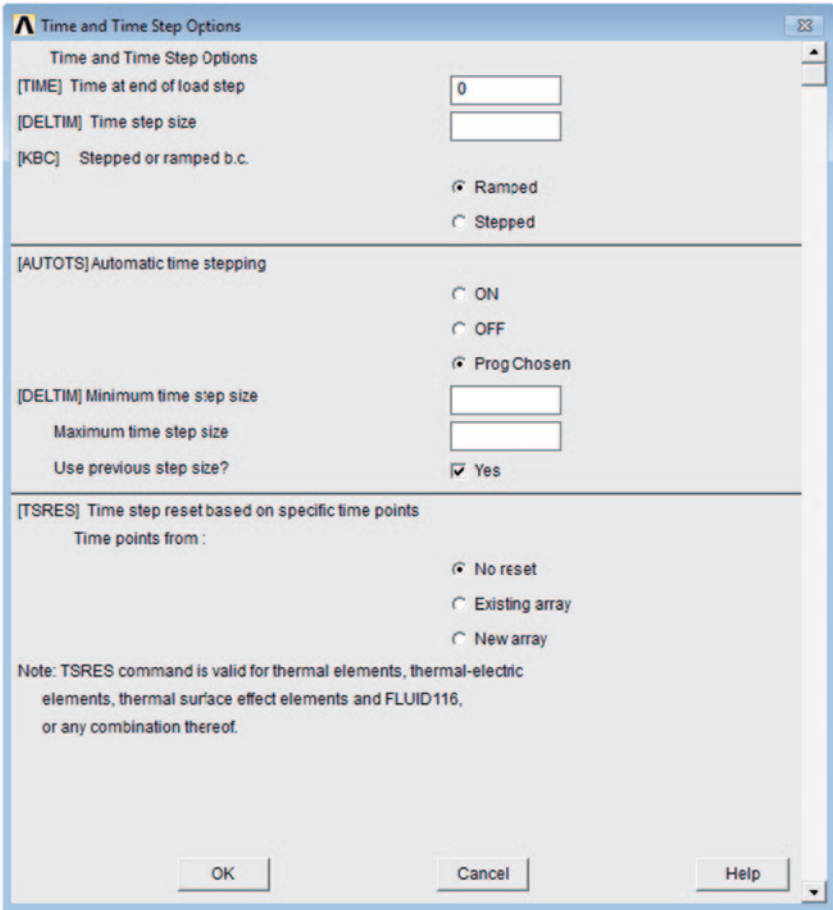 Time and Time Step Options
Time and Time Step Options
[TIME] Time at end of load step 0
[DELTIM] Time step size
[KBC] Stepped or ramped b.c.
Ramped
Stepped
[AUTOTS] Automatic time stepping
ON
OFF
Prog Chosen
[DELTIM] Minimum time step size
Maximum time step size
Use previous step size? Yes
[TSRES] Time step reset based on specific time points
Time points from :
No reset
Existing array
New array
Note: TSRES command is valid for thermal elements, thermal-electric
elements, thermal surface effect elements and FLUID116,
or any combination thereof.
OK Cancel Help